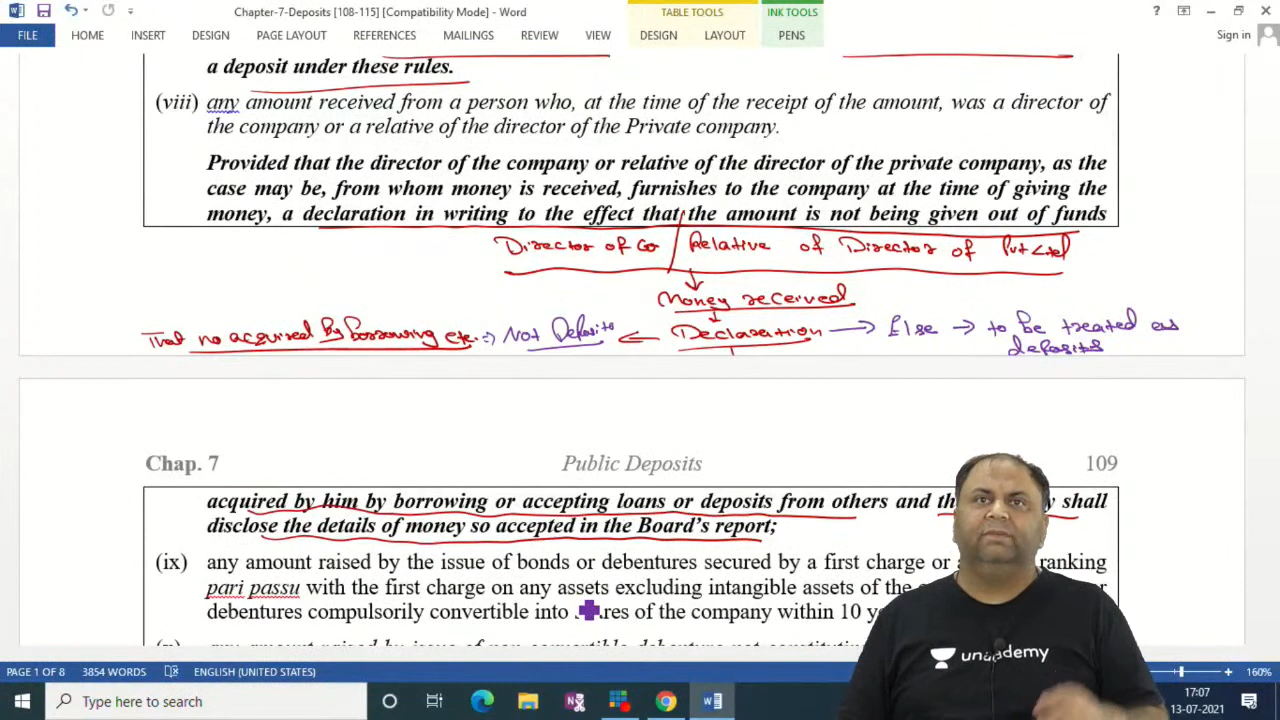 Chapter-7-Deposits [108-115] [Compatibility Mode] - Word
TABLE TOOLS
INK TOOLS
Sign in
FILE HOME INSERT DESIGN PAGE LAYOUT REFERENCES MAILINGS REVIEW VIEW DESIGN LAYOUT PENS
a deposit under these rules.
(viii) any amount received from a person who, at the time of the receipt of the amount, was a director of
the company or a relative of the director of the Private company.
Provided that the director of the company or relative of the director of the private company, as the
case may be, from whom money is received, furnishes to the company at the time of giving the
money, a declaration in writing to the effect that the amount is not being given out of funds
Director of Co Relative of Director of Pvt Ltd
Money received
That no acquired By borrowing etc. Not Deposits Declaration Else to be treated as
deposits
Chap. 7 Public Deposits 109
acquired by him by borrowing or accepting loans or deposits from others and shall
disclose the details of money so accepted in the Board's report;
(ix) any amount raised by the issue of bonds or debentures secured by a first charge or ranking
pari passu with the first charge on any assets excluding intangible assets of the
debentures compulsorily convertible into of the company within 10
unacademy
PAGE 1 OF 8 3854 WORDS ENGLISH (UNITED STATES) 160%
Type here to search
17:07
13-07-2021